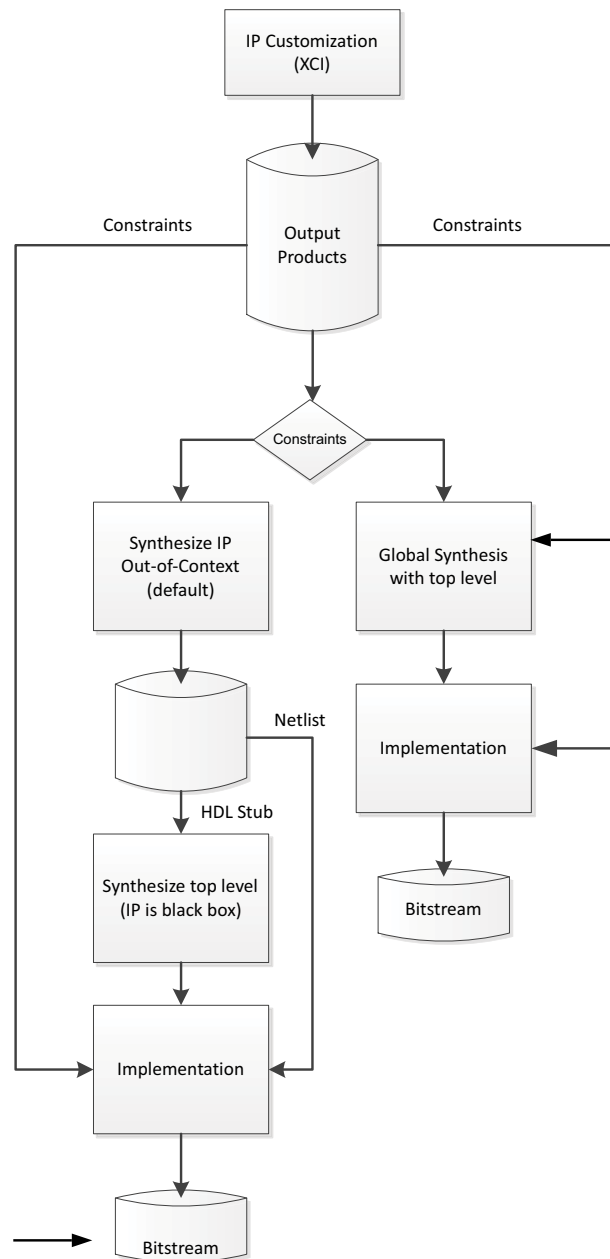 IP Customization
(XCI)
Constraints
Output
Products
Constraints
Constraints
Synthesize IP
Out-of-Context
(default)
Global Synthesis
with top level
Netlist
Implementation
HDL Stub
Synthesize top level
(IP is black box)
Bitstream
Implementation
Bitstream